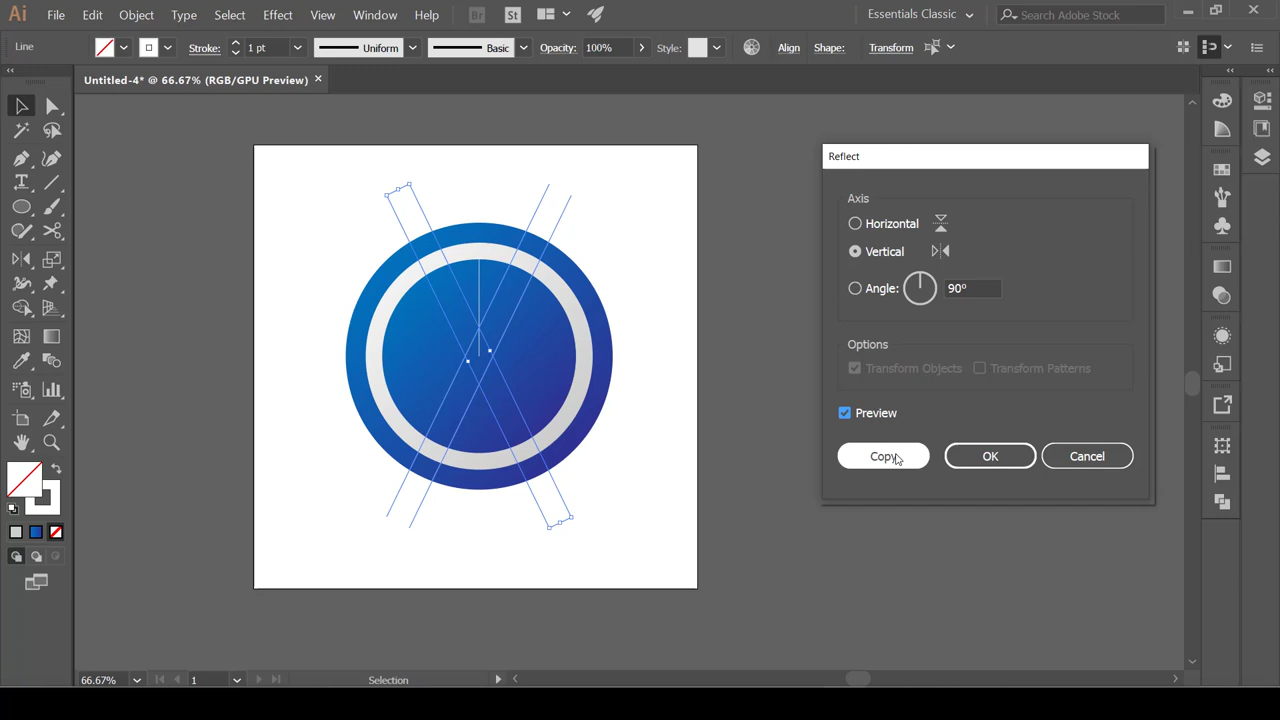 Ai File Edit Object Type Select Effect View Window Help Br St Essentials Classic Search Adobe Stock
Line Stroke: 1 pt Uniform Basic Opacity: 100% Style: Align Shape: Transform
Untitled-4* @ 66.67% (RGB/GPU Preview) ×
Reflect
Axis
Horizontal
Vertical
Angle: 90°
Options
Transform Objects Transform Patterns
Preview
Copy OK Cancel
66.67% 1 Selection